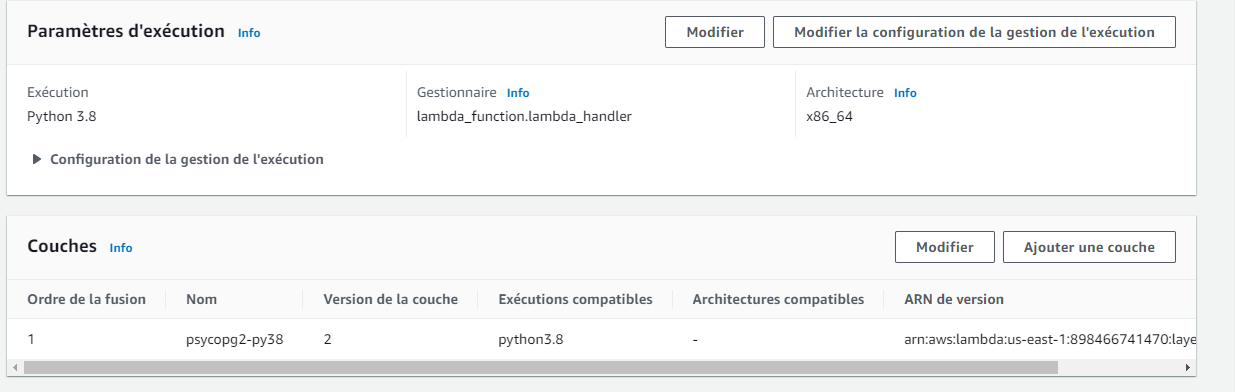 Paramètres d'exécution Info Modifier Modifier la configuration de la gestion de l'exécution
Exécution Gestionnaire Info Architecture Info
Python 3.8 lambda_function.lambda_handler x86_64
Configuration de la gestion de l'exécution
Couches Info Modifier Ajouter une couche
Ordre de la fusion Nom Version de la couche Exécutions compatibles Architectures compatibles ARN de version
1 psycopg2-py38 2 python3.8 - arn:aws:lambda:us-east-1:898466741470:laye